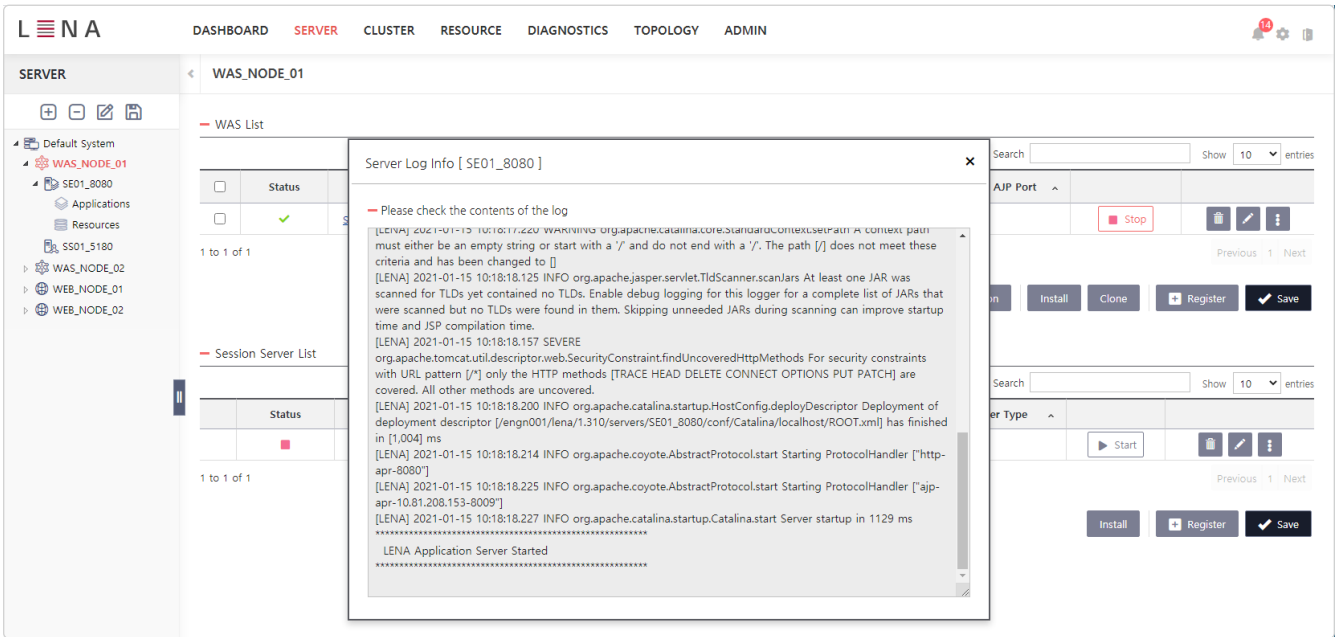 LENA
DASHBOARD SERVER CLUSTER RESOURCE DIAGNOSTICS TOPOLOGY ADMIN
14
SERVER
WAS_NODE_01
Default System
WAS_NODE_01
SE01_8080
Applications
Resources
SS01_5180
WAS_NODE_02
WEB_NODE_01
WEB_NODE_02
WAS List
Search
Show 10 entries
Status
AJP Port
S
Stop
1 to 1 of 1
Previous 1 Next
on
Install
Clone
Register
Save
Session Server List
Search
Show 10 entries
Status
er Type
Start
1 to 1 of 1
Previous 1 Next
Install
Register
Save
Server Log Info [ SE01_8080 ]
Please check the contents of the log
[LENA] 2021-01-15 10:18:17.220 WARNING org.apache.catalina.core.StandardContext.setPath A context path
must either be an empty string or start with a '/' and do not end with a '/'. The path [/] does not meet these
criteria and has been changed to []
[LENA] 2021-01-15 10:18:18.125 INFO org.apache.jasper.servlet.TldScanner.scanJars At least one JAR was
scanned for TLDs yet contained no TLDs. Enable debug logging for this logger for a complete list of JARs that
were scanned but no TLDs were found in them. Skipping unneeded JARs during scanning can improve startup
time and JSP compilation time.
[LENA] 2021-01-15 10:18:18.157 SEVERE
org.apache.tomcat.util.descriptor.web.SecurityConstraint.findUncoveredHttpMethods For security constraints
with URL pattern [/*] only the HTTP methods [TRACE HEAD DELETE CONNECT OPTIONS PUT PATCH] are
covered. All other methods are uncovered.
[LENA] 2021-01-15 10:18:18.200 INFO org.apache.catalina.startup.HostConfig.deployDescriptor Deployment of
deployment descriptor [/engn001/lena/1.310/servers/SE01_8080/conf/Catalina/localhost/ROOT.xml] has finished
in [1,004] ms
[LENA] 2021-01-15 10:18:18.214 INFO org.apache.coyote.AbstractProtocol.start Starting ProtocolHandler ["http-
apr-8080"]
[LENA] 2021-01-15 10:18:18.225 INFO org.apache.coyote.AbstractProtocol.start Starting ProtocolHandler ["ajp-
apr-10.81.208.153-8009"]
[LENA] 2021-01-15 10:18:18.227 INFO org.apache.catalina.startup.Catalina.start Server startup in 1129 ms
*********************************************************
LENA Application Server Started
*********************************************************